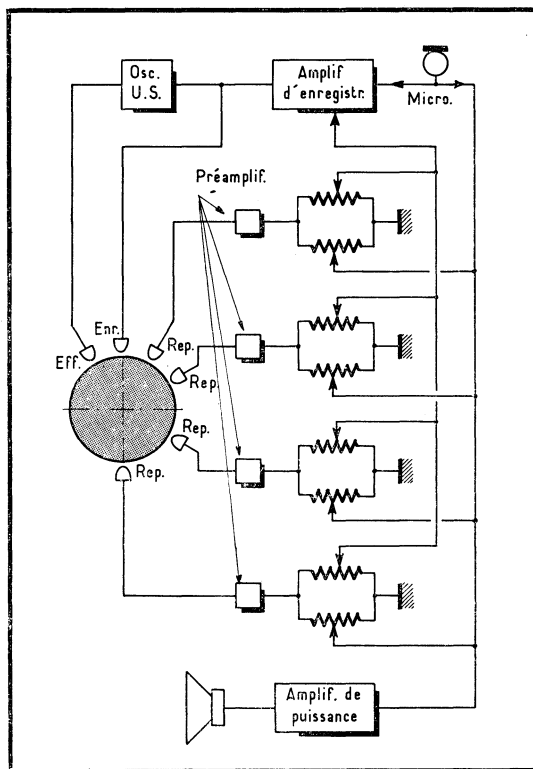 Osc.
U.S.
Amplif
d'enregistr.
Micro.
Préamplif.
Enr.
Eff.
Rep.
Rep.
Rep.
Rep.
Amplif. de
puissance